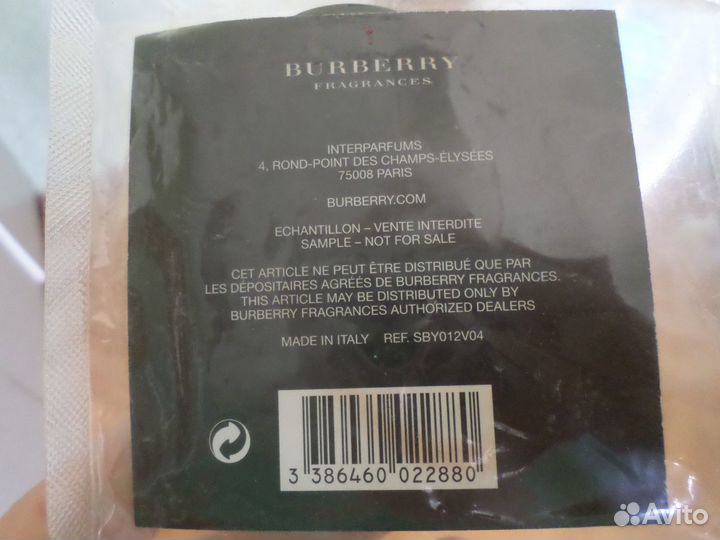 BURBERRY
FRAGRANCES
INTERPARFUMS
4, ROND-POINT DES CHAMPS-ÉLYSÉES
75008 PARIS
BURBERRY.COM
ECHANTILLON – VENTE INTERDITE
SAMPLE – NOT FOR SALE
CET ARTICLE NE PEUT ÊTRE DISTRIBUÉ QUE PAR
LES DÉPOSITAIRES AGRÉÉS DE BURBERRY FRAGRANCES.
THIS ARTICLE MAY BE DISTRIBUTED ONLY BY
BURBERRY FRAGRANCES AUTHORIZED DEALERS
MADE IN ITALY REF. SBY012V04
3 386460 022880
Avito